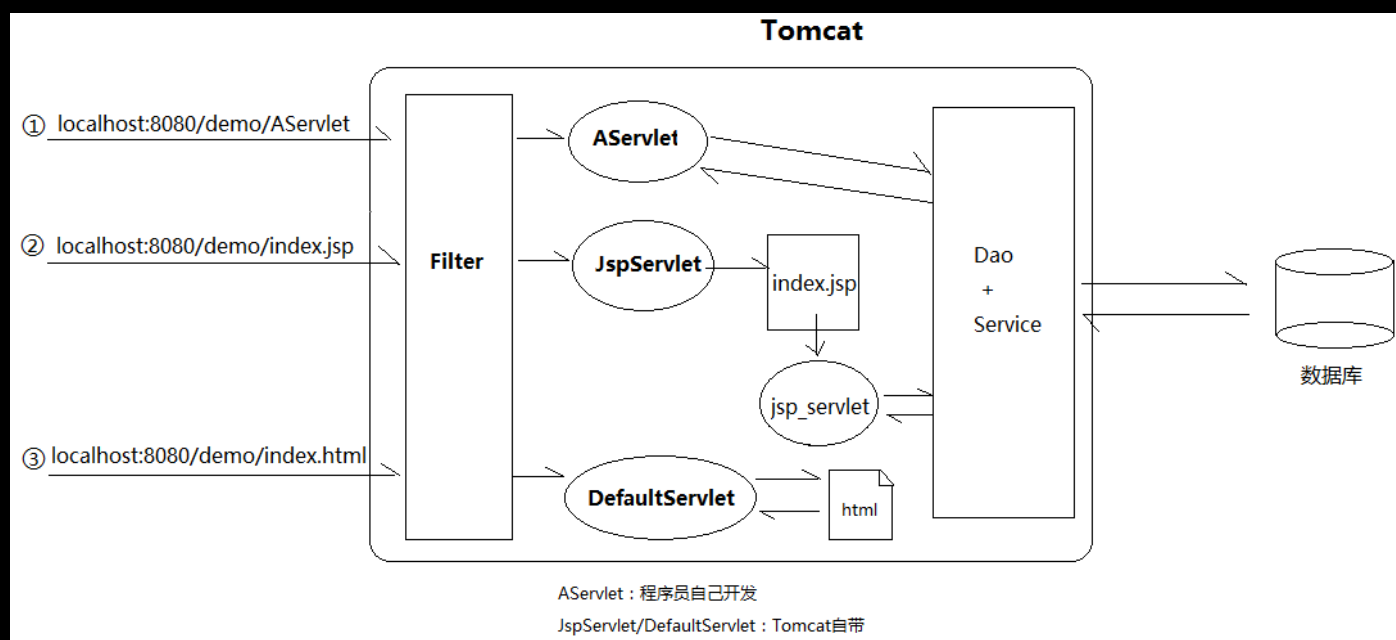 Tomcat
① localhost:8080/demo/AServlet
AServlet
② localhost:8080/demo/index.jsp
Filter
JspServlet
index.jsp
Dao
+
Service
数据库
jsp_servlet
③ localhost:8080/demo/index.html
DefaultServlet
html
AServlet：程序员自己开发
JspServlet/DefaultServlet：Tomcat自带